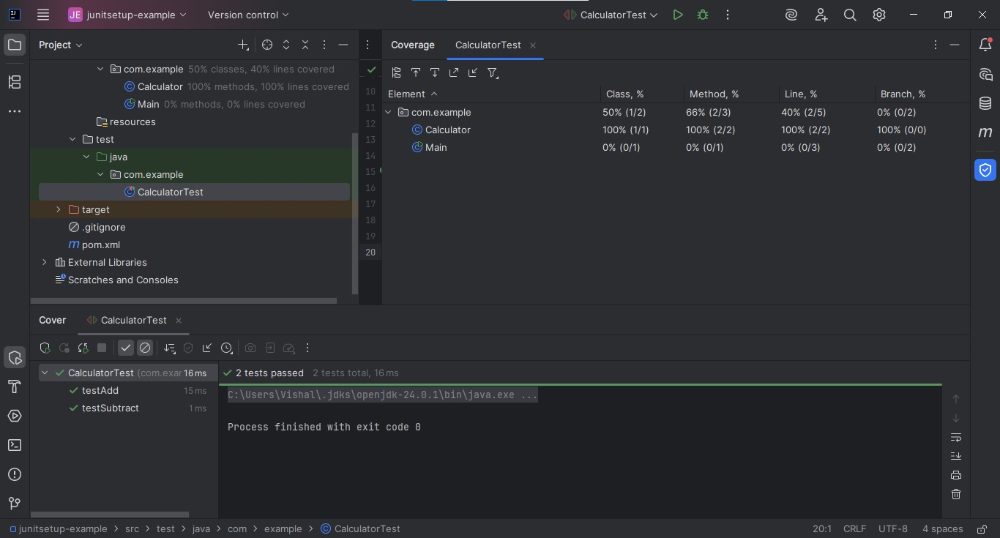 JE junitsetup-example Version control CalculatorTest
Project
com.example 50% classes, 40% lines covered
Calculator 100% methods, 100% lines covered
Main 0% methods, 0% lines covered
resources
test
java
com.example
CalculatorTest
target
.gitignore
m pom.xml
External Libraries
Scratches and Consoles
10
11
12
13
14
15
16
17
18
19
20
Coverage CalculatorTest
Element Class, % Method, % Line, % Branch, %
com.example 50% (1/2) 66% (2/3) 40% (2/5) 0% (0/2)
Calculator 100% (1/1) 100% (2/2) 100% (2/2) 100% (0/0)
Main 0% (0/1) 0% (0/1) 0% (0/3) 0% (0/2)
m
Cover CalculatorTest
CalculatorTest (com.exar 16 ms
testAdd 15 ms
testSubtract 1 ms
2 tests passed 2 tests total, 16 ms
C:\Users\Vishal\.jdks\openjdk-24.0.1\bin\java.exe ...
Process finished with exit code 0
junitsetup-example > src > test > java > com > example > CalculatorTest 20:1 CRLF UTF-8 4 spaces